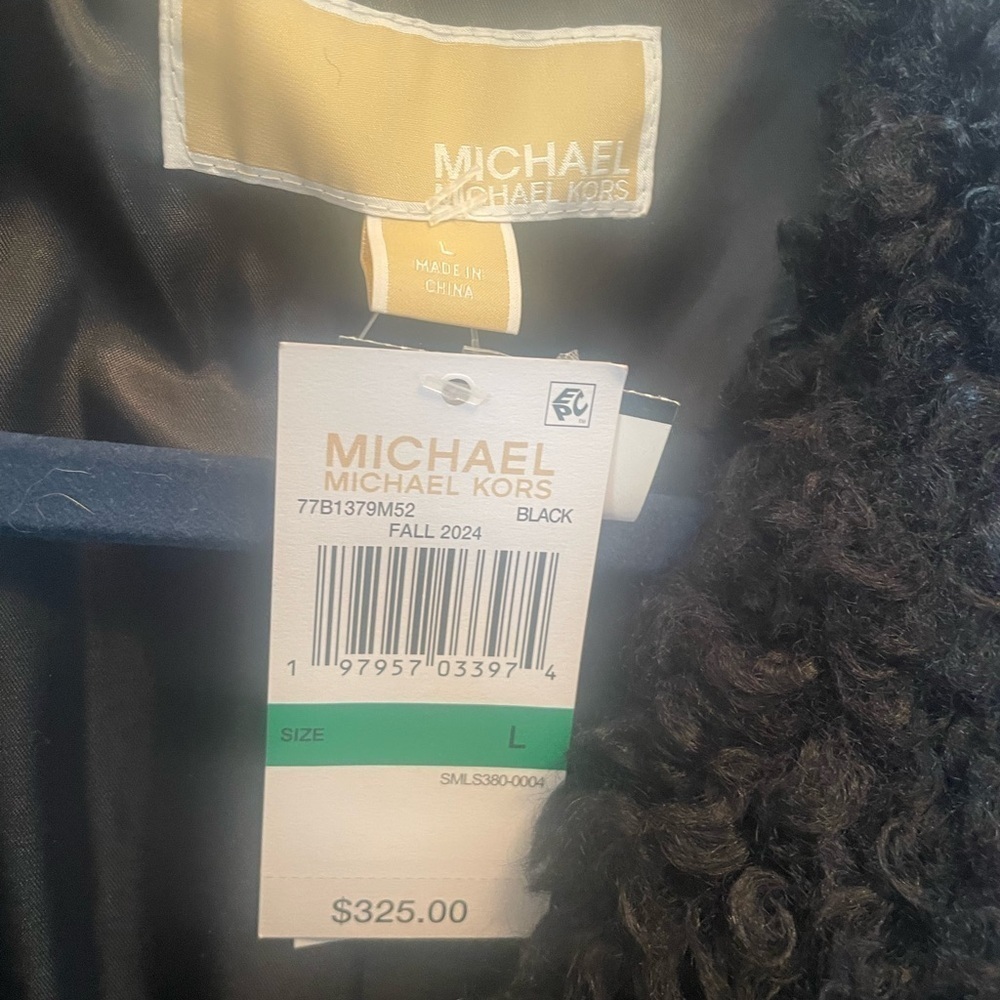 MICHAEL
MICHAEL KORS
L
MADE IN
CHINA
EPC
MICHAEL
MICHAEL KORS
77B1379M52 BLACK
FALL 2024
1 97957 03397 4
SIZE L
SMLS380-0004
$325.00